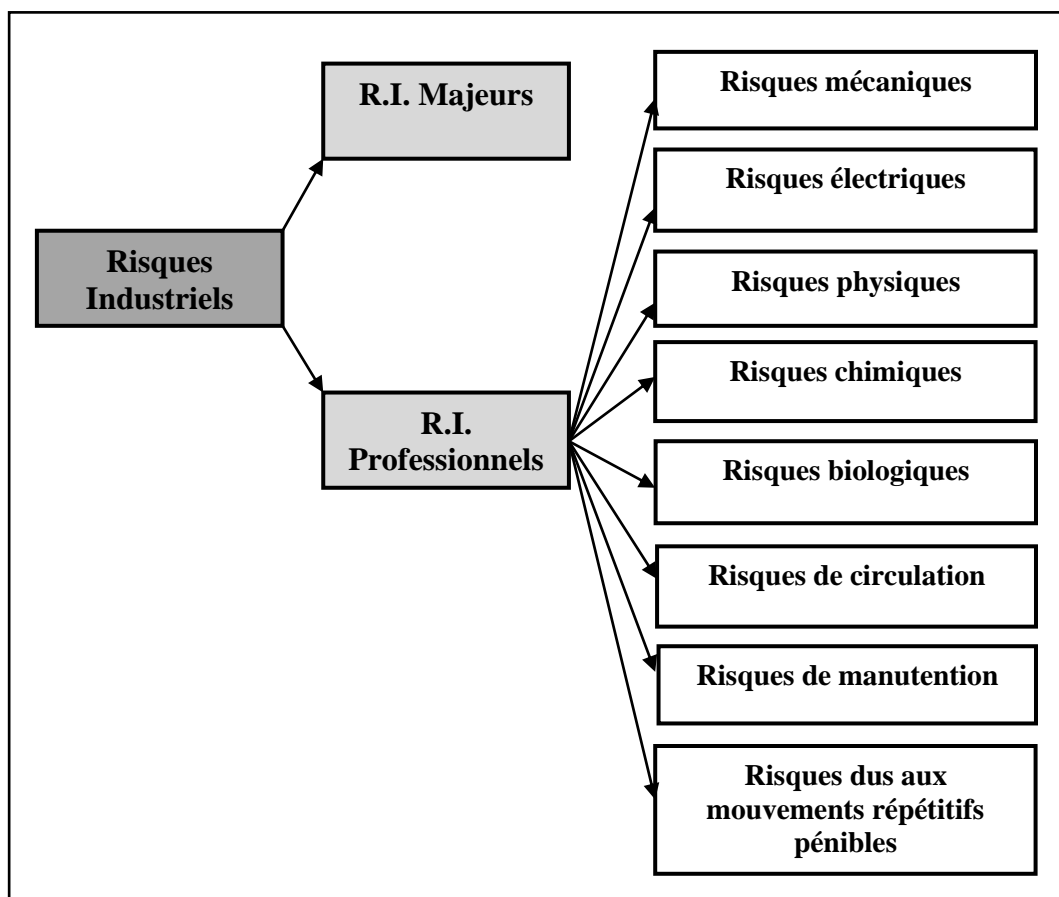 Risques
Industriels
R.I. Majeurs
R.I.
Professionnels
Risques mécaniques
Risques électriques
Risques physiques
Risques chimiques
Risques biologiques
Risques de circulation
Risques de manutention
Risques dus aux
mouvements répétitifs
pénibles